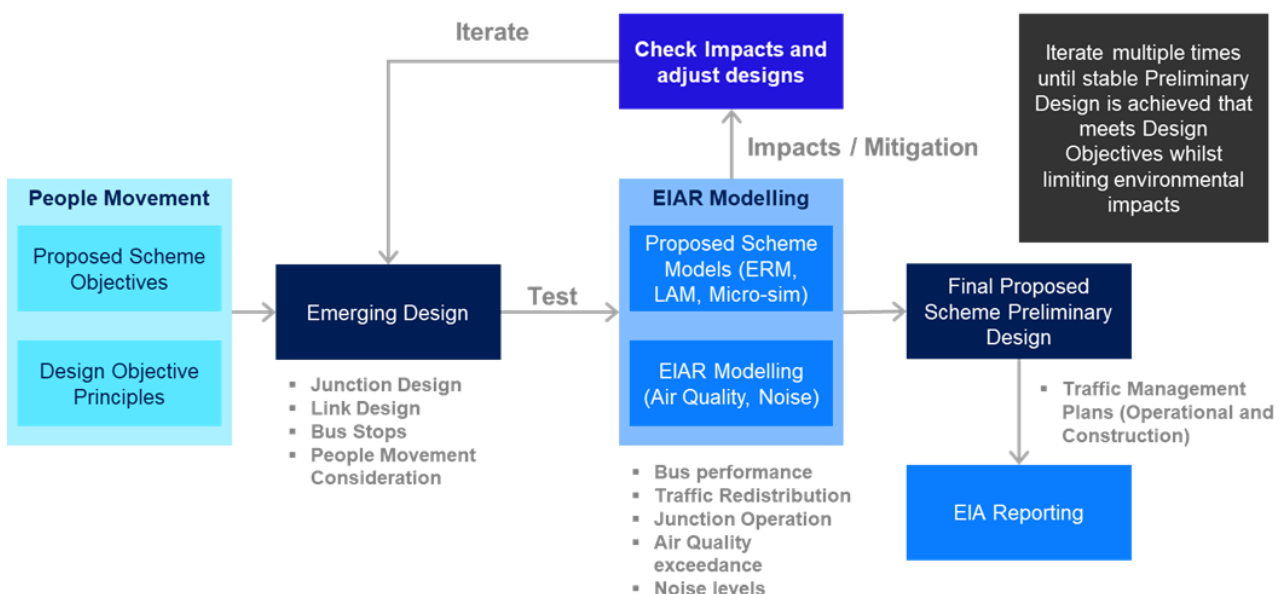 Iterate
Check Impacts and
adjust designs
Iterate multiple times
until stable Preliminary
Design is achieved that
meets Design
Objectives whilst
limiting environmental
impacts
Impacts / Mitigation
People Movement
Proposed Scheme
Objectives
Design Objective
Principles
Emerging Design
▪ Junction Design
▪ Link Design
▪ Bus Stops
▪ People Movement
Consideration
Test
EIAR Modelling
Proposed Scheme
Models (ERM,
LAM, Micro-sim)
EIAR Modelling
(Air Quality, Noise)
▪ Bus performance
▪ Traffic Redistribution
▪ Junction Operation
▪ Air Quality
exceedance
▪ Noise levels
Final Proposed
Scheme Preliminary
Design
▪ Traffic Management
Plans (Operational and
Construction)
EIA Reporting